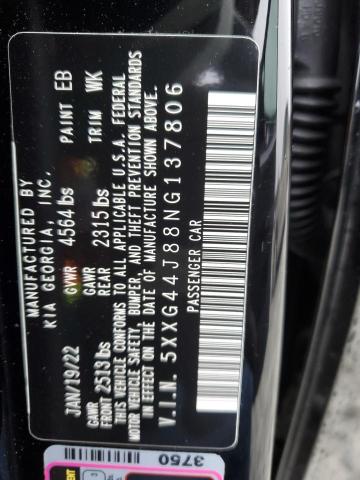 MANUFACTURED BY
KIA GEORGIA, INC.
JAN/19/22 GVWR 4564 lbs PAINT EB
GAWR FRONT 2513 lbs GAWR REAR 2315 lbs TRIM WK
THIS VEHICLE CONFORMS TO ALL APPLICABLE U.S.A. FEDERAL
MOTOR VEHICLE SAFETY, BUMPER, AND THEFT PREVENTION STANDARDS
IN EFFECT ON THE DATE OF MANUFACTURE SHOWN ABOVE.
V.I.N. 5XXG44J88NG137806
PASSENGER CAR
3750